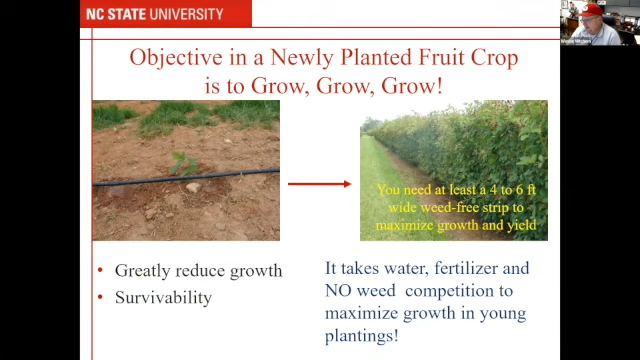 NC STATE UNIVERSITY
Objective in a Newly Planted Fruit Crop
is to Grow, Grow, Grow!
You need at least a 4 to 6 ft
wide weed-free strip to
maximize growth and yield
• Greatly reduce growth
• Survivability
It takes water, fertilizer and
NO weed competition to
maximize growth in young
plantings!